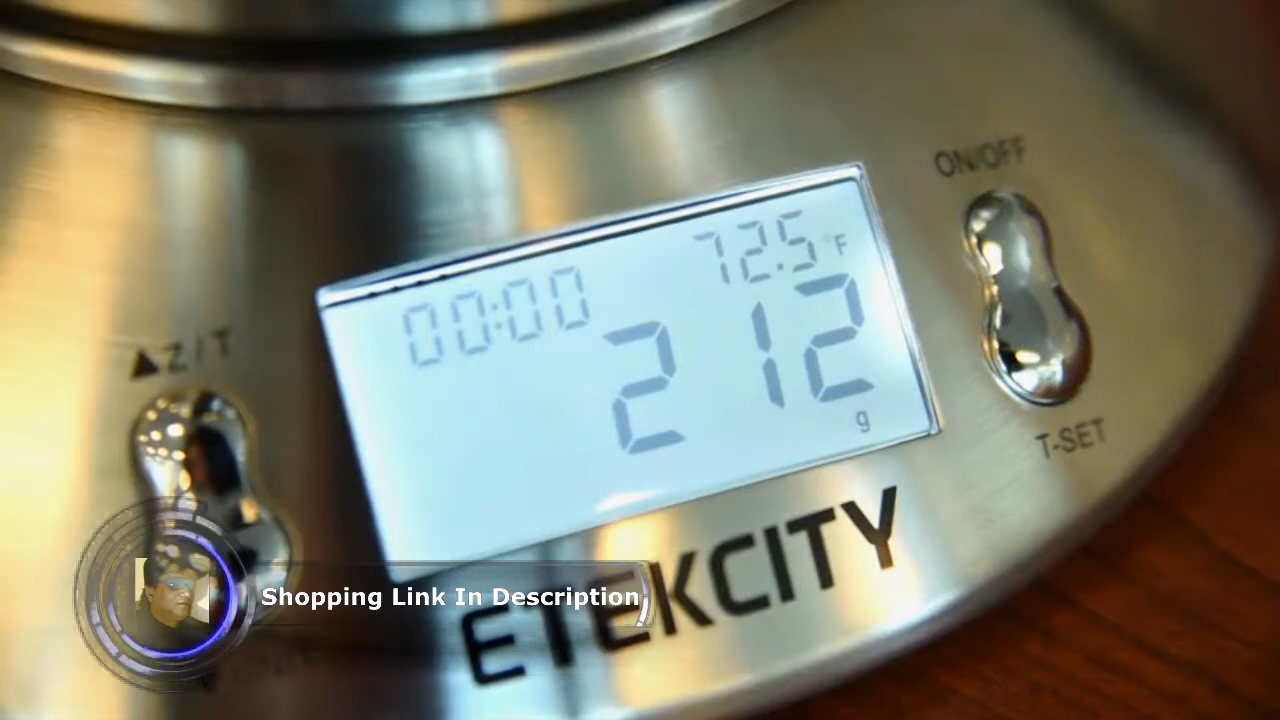 ON/OFF
72.5 °F
00:00
212
g
▲Z/T
T-SET
ETEKCITY
Shopping Link In Description